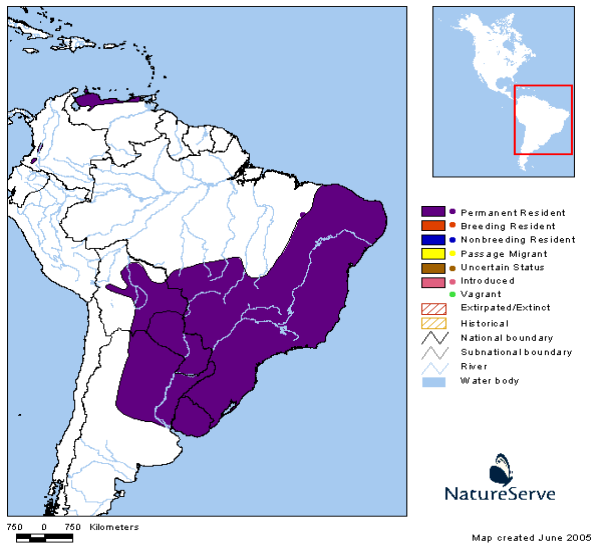 Permanent Resident
Breeding Resident
Nonbreeding Resident
Passage Migrant
Uncertain Status
Introduced
Vagrant
Extirpated/Extinct
Historical
National boundary
Subnational boundary
River
Water body
NatureServe
750 0 750 Kilometers
Map created June 2005